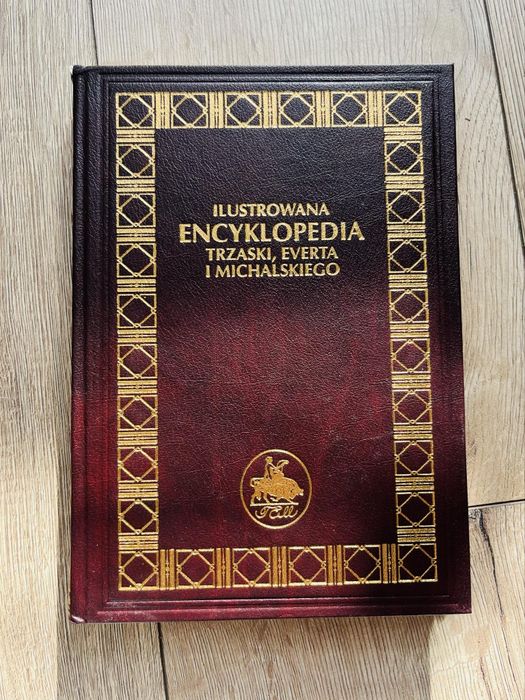 ILUSTROWANA
ENCYKLOPEDIA
TRZASKI, EVERTA
I MICHALSKIEGO